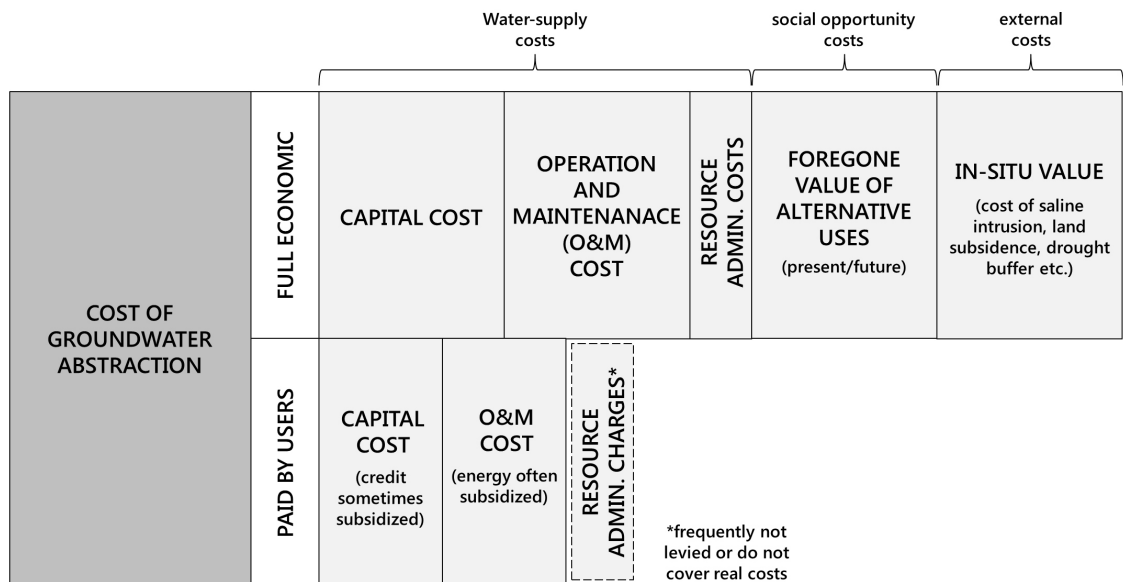 Water-supply
costs
social opportunity
costs
external
costs
COST OF
GROUNDWATER
ABSTRACTION
FULL ECONOMIC
CAPITAL COST
OPERATION
AND
MAINTENANACE
(O&M)
COST
RESOURCE
ADMIN. COSTS
FOREGONE
VALUE OF
ALTERNATIVE
USES
(present/future)
IN-SITU VALUE
(cost of saline
intrusion, land
subsidence, drought
buffer etc.)
PAID BY USERS
CAPITAL
COST
(credit
sometimes
subsidized)
O&M
COST
(energy often
subsidized)
RESOURCE
ADMIN. CHARGES*
*frequently not
levied or do not
cover real costs